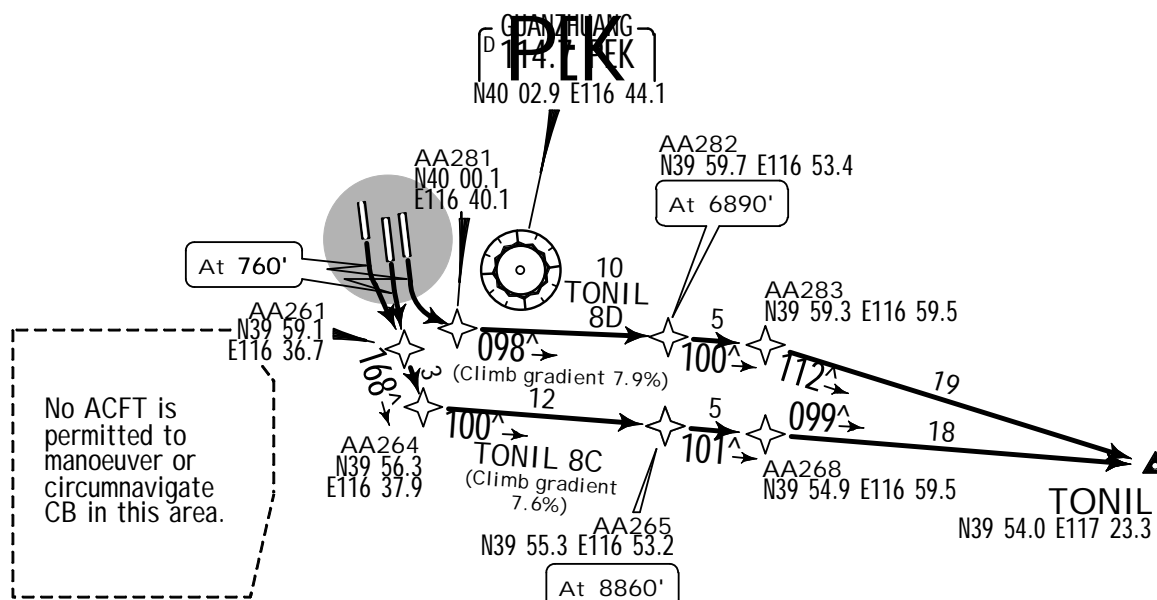 GUANZHUANG
D
PEK
114.7 PEK
N40 02.9 E116 44.1
AA281
N40 00.1
E116 40.1
AA282
N39 59.7 E116 53.4
At 6890'
At 760'
10
TONIL
8D
AA283
N39 59.3 E116 59.5
AA261
N39 59.1
E116 36.7
5
098^
100^
112^
(Climb gradient 7.9%)
19
168^
3
12
5
099^
18
No ACFT is
permitted to
manoeuver or
circumnavigate
CB in this area.
AA264
N39 56.3
E116 37.9
100^
TONIL 8C
(Climb gradient
7.6%)
101^
AA268
N39 54.9 E116 59.5
TONIL
N39 54.0 E117 23.3
AA265
N39 55.3 E116 53.2
At 8860'